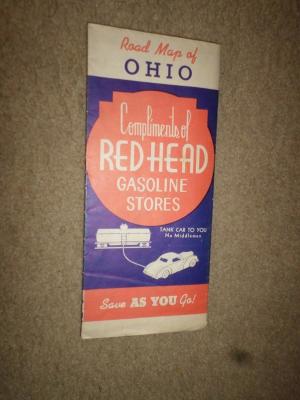 Road Map of
OHIO
Compliments of
RED HEAD
GASOLINE
STORES
TANK CAR TO YOU
No Middleman
Save AS YOU Go!